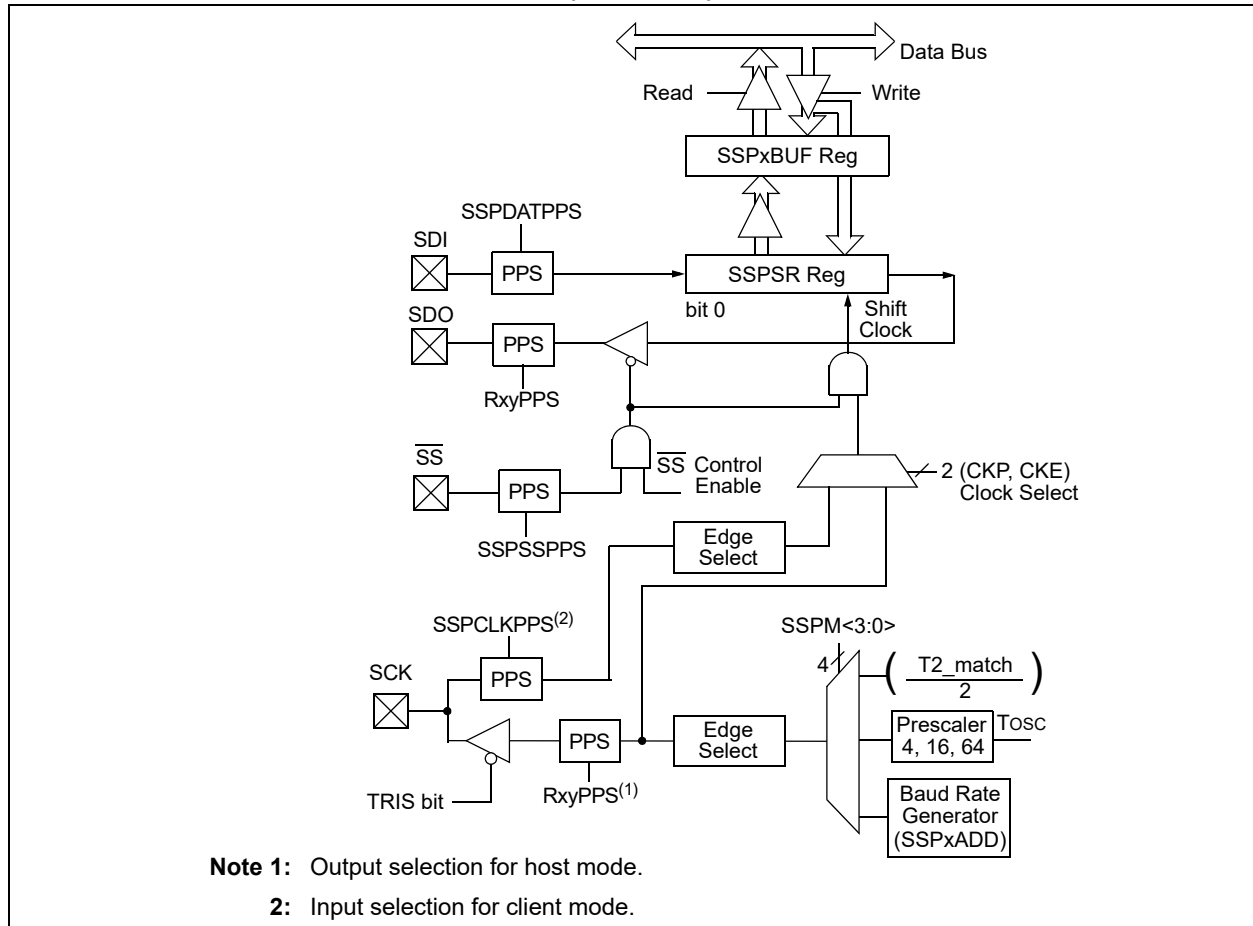 Data Bus
Read
Write
SSPxBUF Reg
SSPDATPPS
SDI
PPS
SSPSR Reg
bit 0
Shift
Clock
SDO
PPS
RxyPPS
SS
PPS
SS Control
Enable
2 (CKP, CKE)
Clock Select
SSPSSPPS
Edge
Select
SSPCLKPPS(2)
SSPM<3:0>
4
( T2_match
2 )
SCK
PPS
PPS
Edge
Select
Prescaler
4, 16, 64
TOSC
RxyPPS(1)
TRIS bit
Baud Rate
Generator
(SSPxADD)
Note 1: Output selection for host mode.
2: Input selection for client mode.